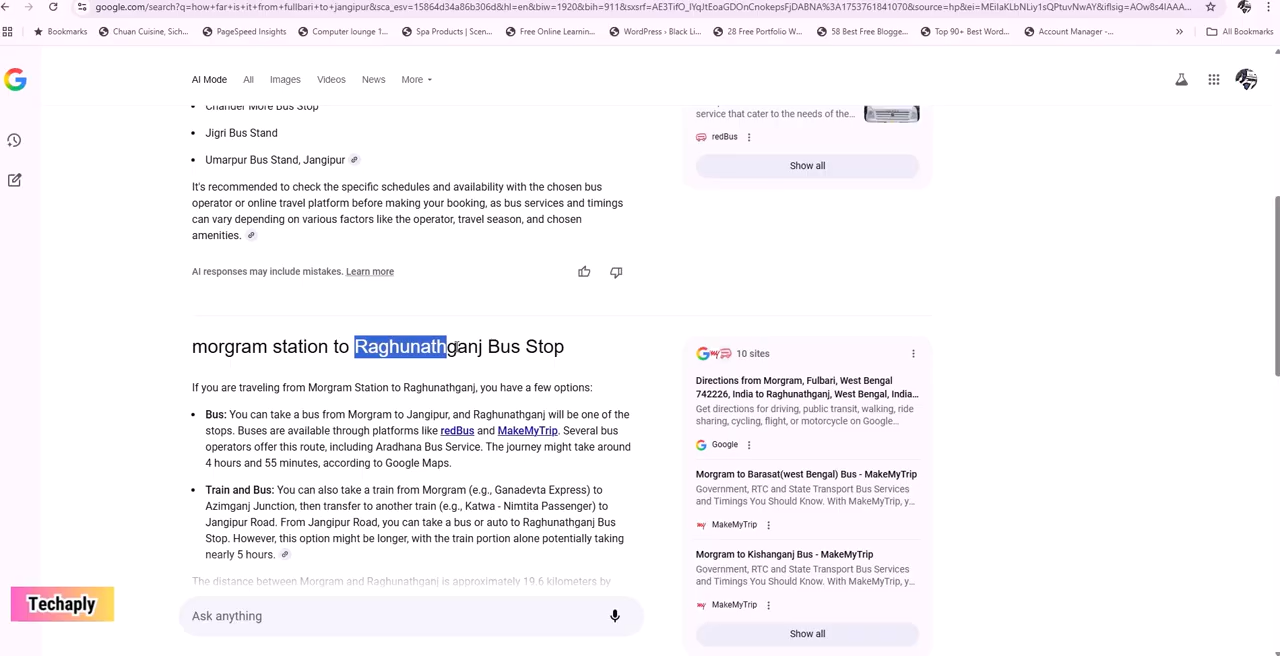 google.com/search?q=how+far+is+it+from+fullbari+to+jangipur&sca_esv=15864d34a86b306d&hl=en&biw=1920&bih=911&sxsrf=
Bookmarks
Chuan Cuisine, Sich...
PageSpeed Insights
Computer lounge 1...
Spa Products | Scen...
Free Online Learnin...
WordPress › Black Li...
28 Free Portfolio W...
58 Best Free Blogge...
Top 90+ Best Word...
Account Manager -...
»
All Bookmarks
AI Mode
All
Images
Videos
News
More
Chander More Bus Stop
Jigri Bus Stand
Umarpur Bus Stand, Jangipur
It's recommended to check the specific schedules and availability with the chosen bus
operator or online travel platform before making your booking, as bus services and timings
can vary depending on various factors like the operator, travel season, and chosen
amenities.
AI responses may include mistakes. Learn more
service that cater to the needs of the...
redBus
Show all
morgram station to Raghunathganj Bus Stop
If you are traveling from Morgram Station to Raghunathganj, you have a few options:
• Bus: You can take a bus from Morgram to Jangipur, and Raghunathganj will be one of the
stops. Buses are available through platforms like redBus and MakeMyTrip. Several bus
operators offer this route, including Aradhana Bus Service. The journey might take around
4 hours and 55 minutes, according to Google Maps.
• Train and Bus: You can also take a train from Morgram (e.g., Ganadevta Express) to
Azimganj Junction, then transfer to another train (e.g., Katwa - Nimtita Passenger) to
Jangipur Road. From Jangipur Road, you can take a bus or auto to Raghunathganj Bus
Stop. However, this option might be longer, with the train portion alone potentially taking
nearly 5 hours.
The distance between Morgram and Raghunathganj is approximately 19.6 kilometers by
10 sites
Directions from Morgram, Fulbari, West Bengal
742226, India to Raghunathganj, West Bengal, India...
Get directions for driving, public transit, walking, ride
sharing, cycling, flight, or motorcycle on Google...
Google
Morgram to Barasat(west Bengal) Bus - MakeMyTrip
Government, RTC and State Transport Bus Services
and Timings You Should Know. With MakeMyTrip, y...
MakeMyTrip
Morgram to Kishanganj Bus - MakeMyTrip
Government, RTC and State Transport Bus Services
and Timings You Should Know. With MakeMyTrip, y...
MakeMyTrip
Show all
Techaply
Ask anything